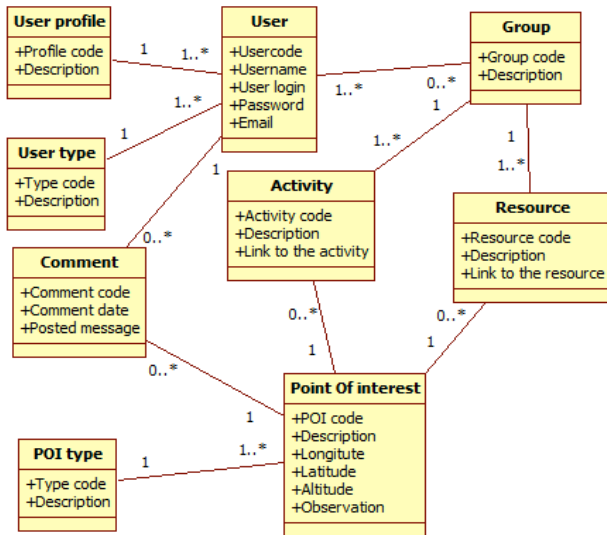 User profile
+Profile code
+Description
User
+Usercode
+Username
+User login
+Password
+Email
Group
+Group code
+Description
1
1..*
1..*
0..*
1
1..*
1
User type
+Type code
+Description
1
1..*
1
1..*
Activity
+Activity code
+Description
+Link to the activity
Resource
+Resource code
+Description
+Link to the resource
0..*
Comment
+Comment code
+Comment date
+Posted message
0..*
0..*
1
1
0..*
1
Point Of interest
+POI code
+Description
+Longitute
+Latitude
+Altitude
+Observation
POI type
+Type code
+Description
1
1..*